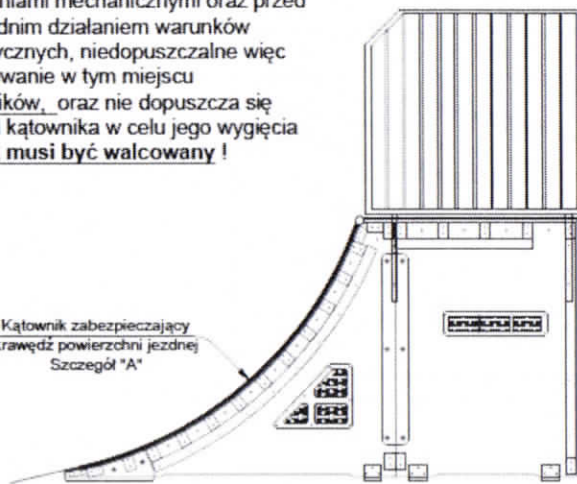 niami mechanicznymi oraz przed
dnim działaniem warunków
ycznych, niedopuszczalne więc
wanie w tym miejscu
ików, oraz nie dopuszcza się
kątownika w celu jego wygięcia
musi być walcowany !
Kątownik zabezpieczający
rawędź powierzchni jezdnej
Szczegół "A"